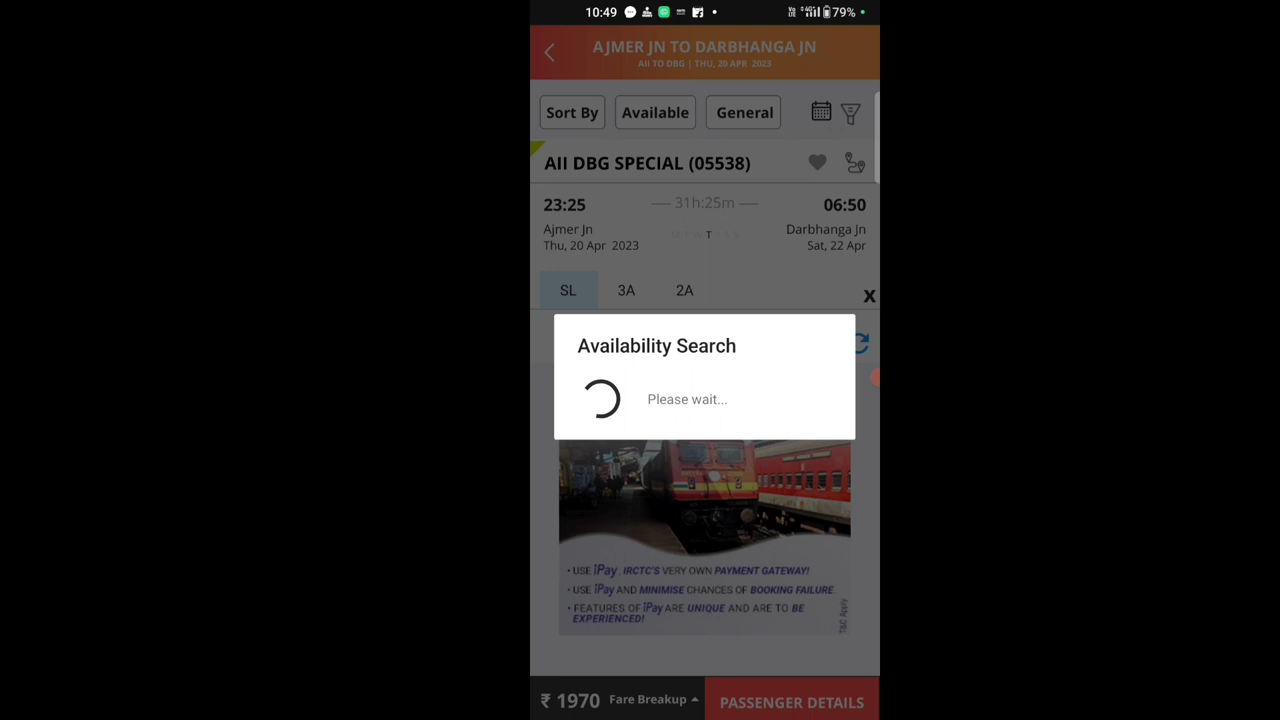 10:49
79%
AJMER JN TO DARBHANGA JN
AII TO DBG | THU, 20 APR 2023
Sort By
Available
General
AII DBG SPECIAL (05538)
23:25
31h:25m
06:50
Ajmer Jn
T
Darbhanga Jn
Thu, 20 Apr 2023
Sat, 22 Apr
SL
3A
2A
X
Availability Search
Please wait...
• USE iPay, IRCTC'S VERY OWN PAYMENT GATEWAY!
• USE iPay AND MINIMISE CHANCES OF BOOKING FAILURE.
• FEATURES OF iPay ARE UNIQUE AND ARE TO BE
EXPERIENCED!
T&C Apply
₹ 1970
Fare Breakup
PASSENGER DETAILS